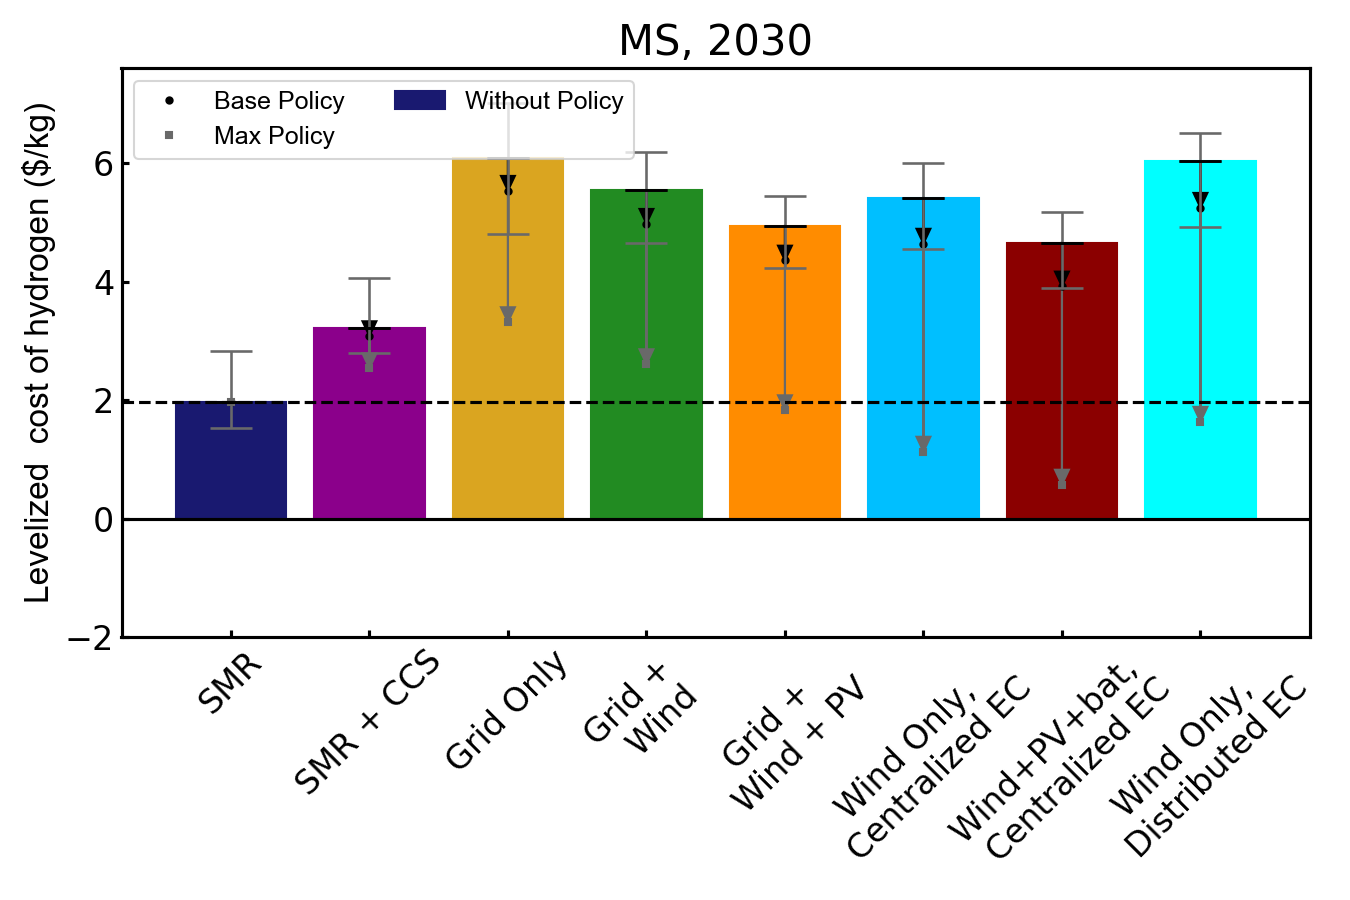 MS, 2030
Base Policy
Max Policy
Without Policy
Levelized cost of hydrogen ($/kg)
6
4
2
0
−2
SMR
SMR + CCS
Grid Only
Grid +
Wind
Grid +
Wind + PV
Wind Only,
Centralized EC
Wind+PV+bat,
Centralized EC
Wind Only,
Distributed EC